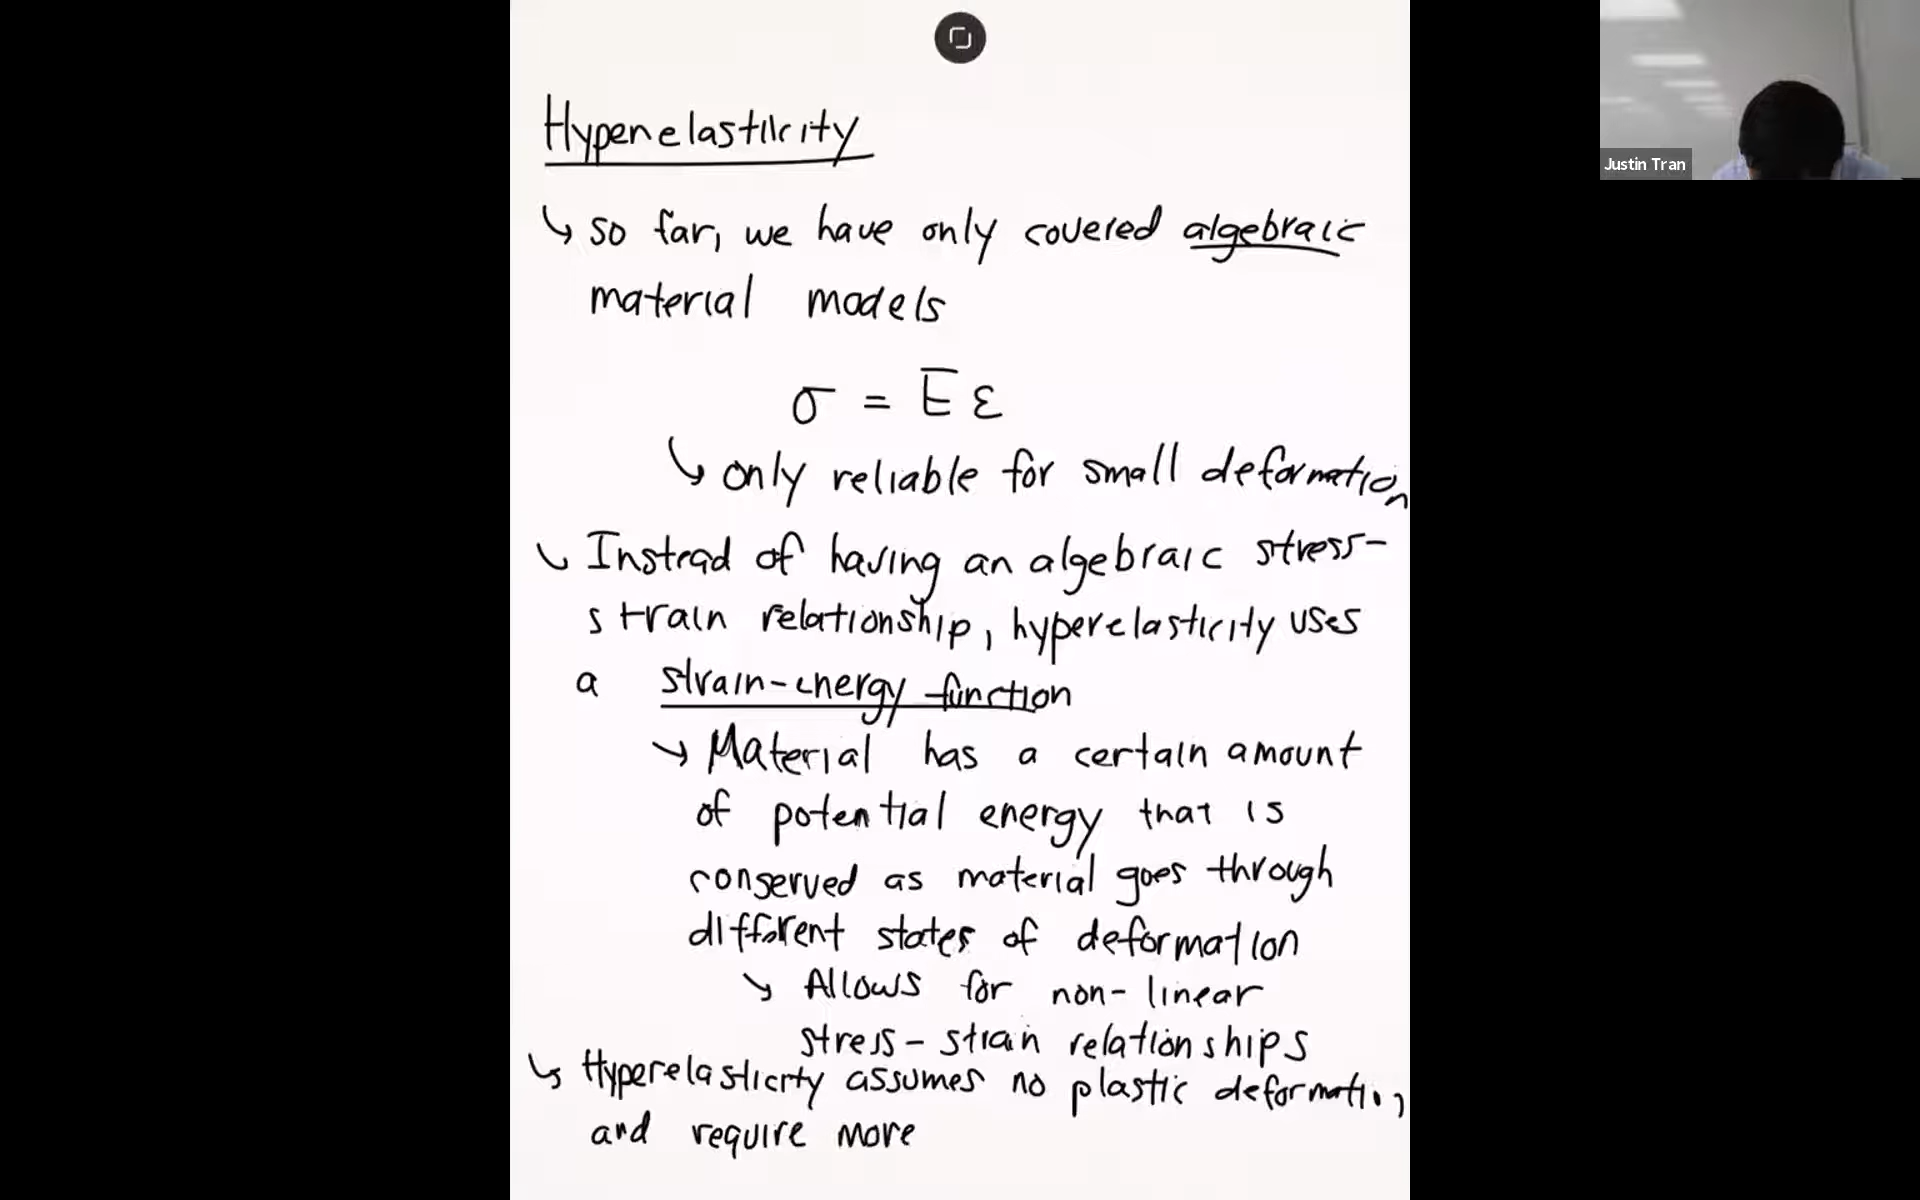 Hyperelasticity
↳ so far, we have only covered algebraic
material models
σ = E ε
↳ only reliable for small deformation
↳ Instead of having an algebraic stress-
strain relationship, hyperelasticity uses
a strain-energy function
↳ Material has a certain amount
of potential energy that is
conserved as material goes through
different states of deformation
↳ Allows for non-linear
stress-strain relationships
↳ Hyperelasticity assumes no plastic deformation,
and require more
Justin Tran